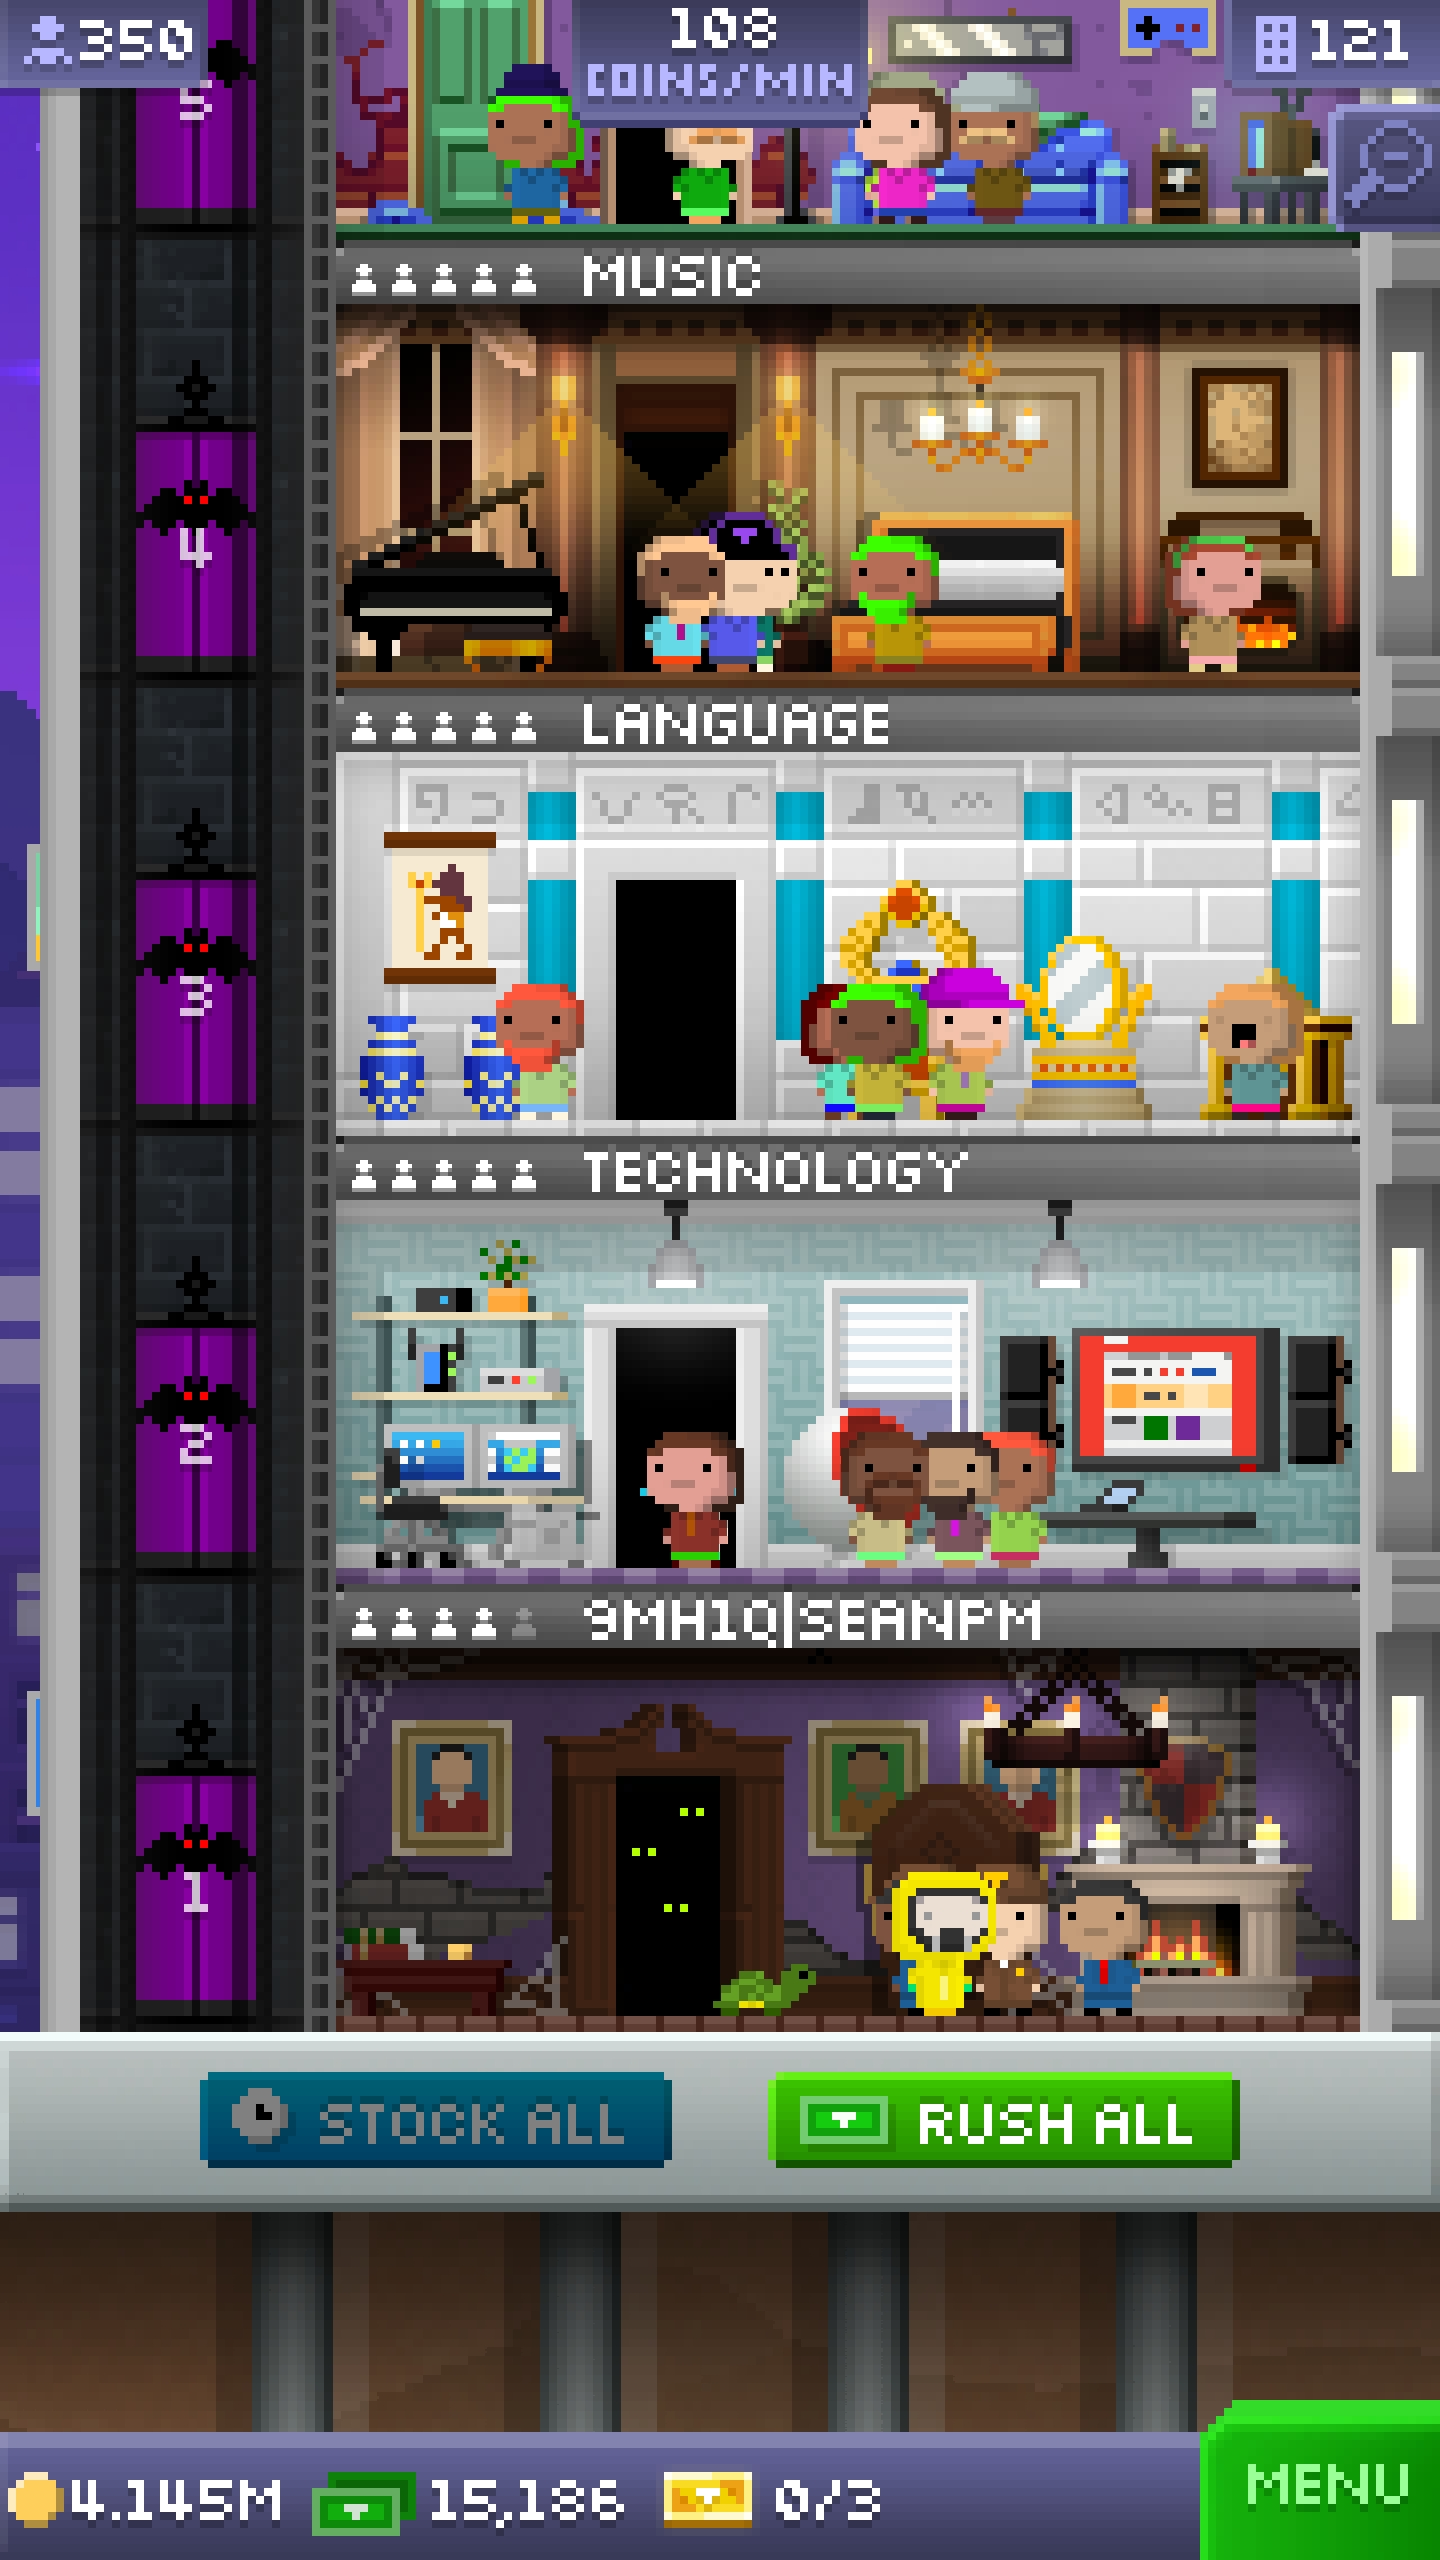 350
108
COINS/MIN
121
5
MUSIC
4
LANGUAGE
3
TECHNOLOGY
2
9MH1Q|SEANPM
1
STOCK ALL
RUSH ALL
4.145M
15,186
0/3
MENU